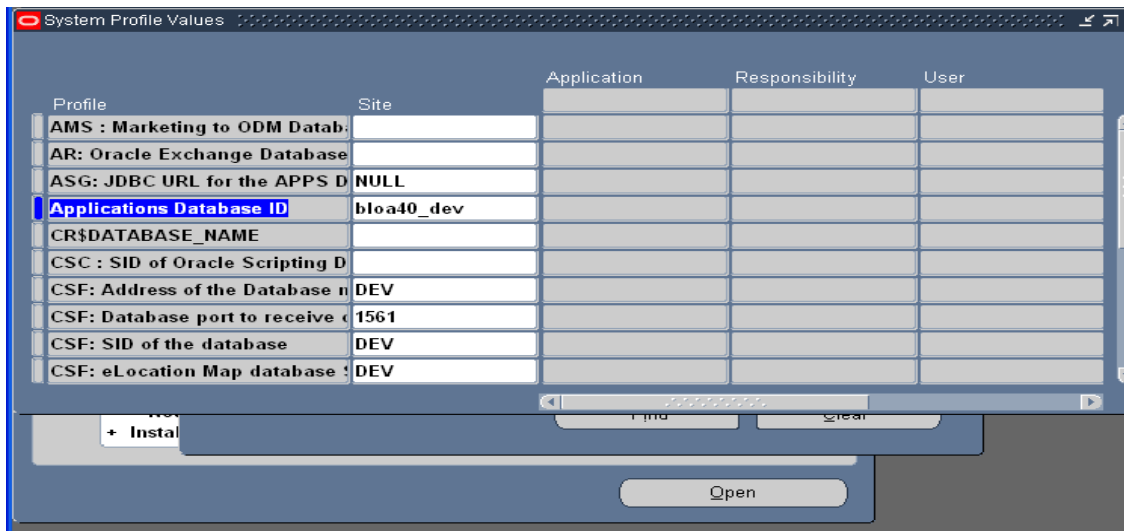 System Profile Values
Application Responsibility User
Profile Site
AMS : Marketing to ODM Datab
AR: Oracle Exchange Database
ASG: JDBC URL for the APPS D NULL
Applications Database ID bloa40_dev
CR$DATABASE_NAME
CSC : SID of Oracle Scripting D
CSF: Address of the Database n DEV
CSF: Database port to receive 1561
CSF: SID of the database DEV
CSF: eLocation Map database DEV
+ Instal
Find Clear
Open